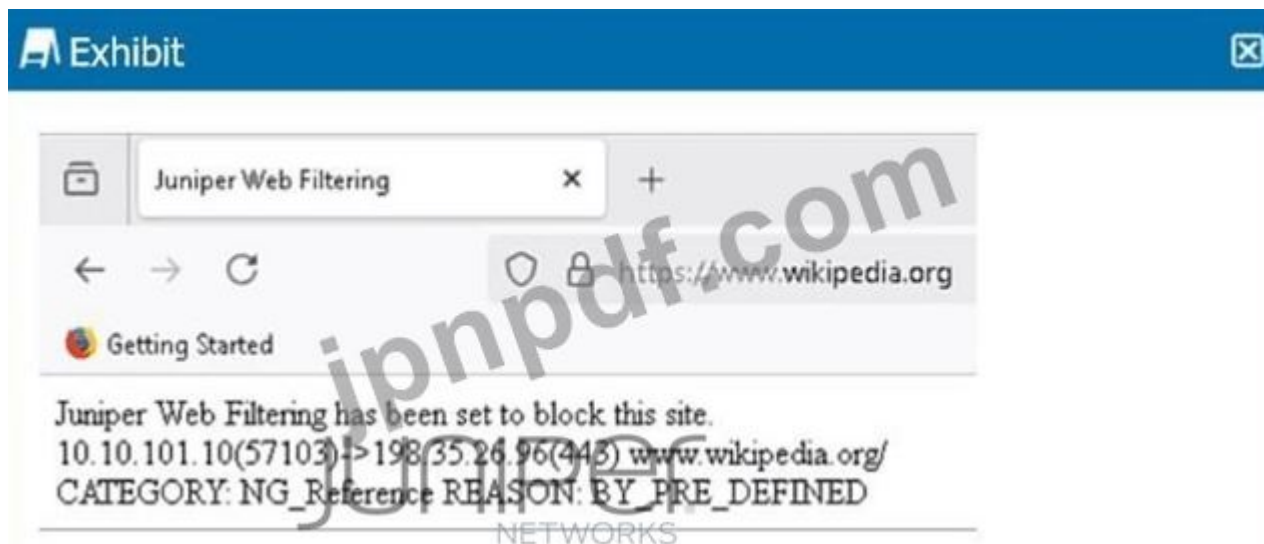 Exhibit
Juniper Web Filtering
https://www.wikipedia.org
Getting Started
Juniper Web Filtering has been set to block this site.
10.10.101.10(57103)->198.35.26.96(443) www.wikipedia.org/
CATEGORY: NG_Reference REASON: BY_PRE_DEFINED
jpnpdf.com
JUNIPER
NETWORKS